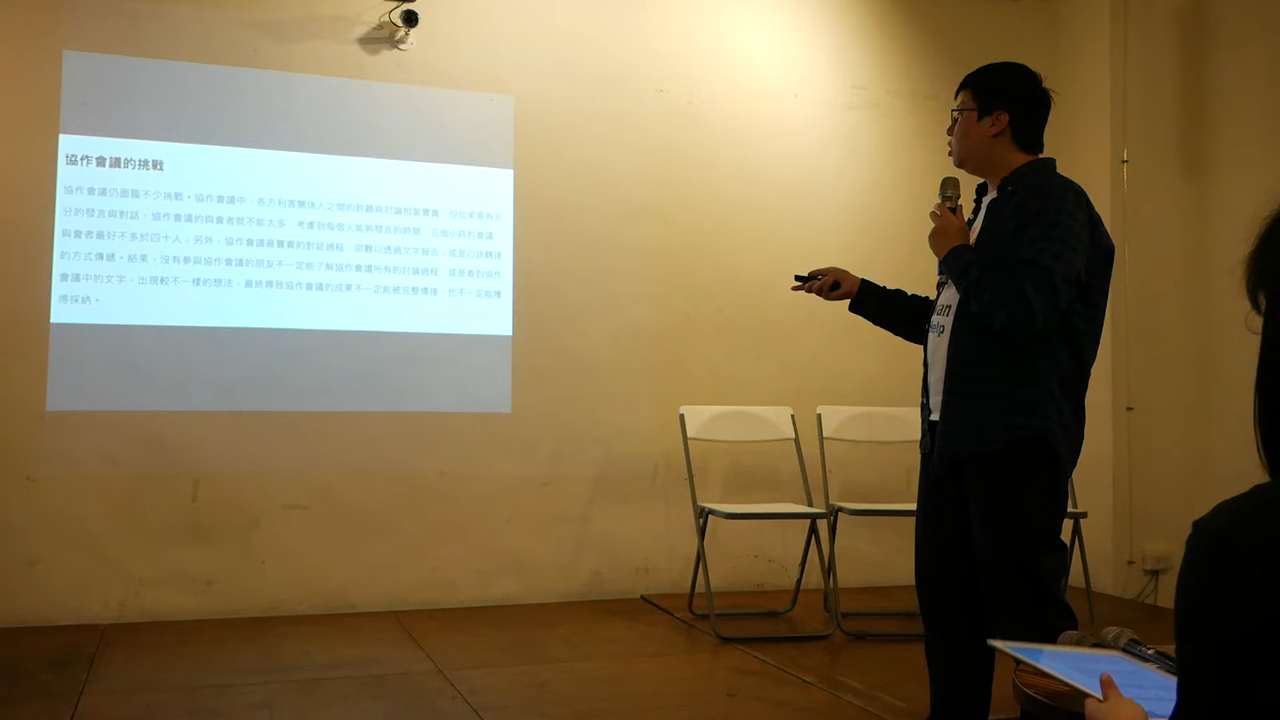 協作會議的挑戰
協作會議仍面臨不少挑戰。協作會議中，各方利害關係人之間的聆聽與討論相當寶貴，但如果要有充
分的發言與對話，協作會議的與會者就不能太多，考慮到每個人能夠發言的時間，五個小時的會議，
與會者最好不多於四十人；另外，協作會議最寶貴的對話過程，卻難以透過文字報告，或是口語轉達
的方式傳遞。結果，沒有參與協作會議的朋友不一定能了解協作會議所有的討論過程，或是看到協作
會議中的文字，出現較不一樣的想法，最終導致協作會議的成果不一定能被完整傳達，也不一定能獲
得採納。